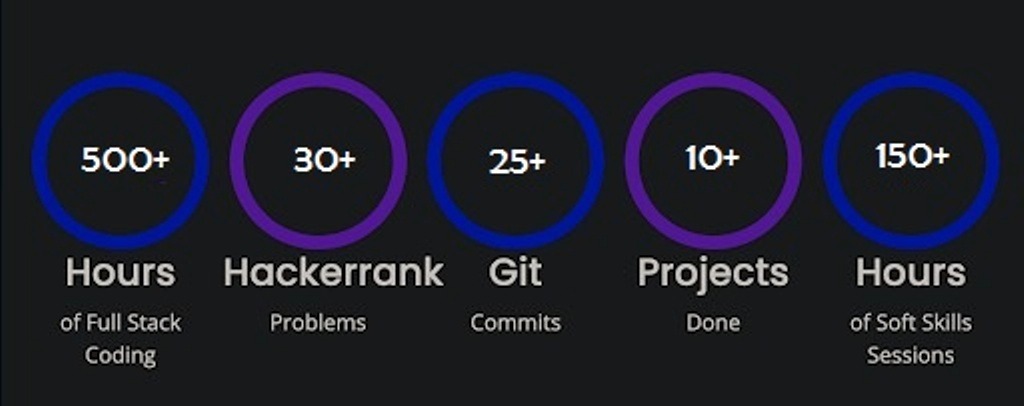 500+
Hours
of Full Stack
Coding
30+
Hackerrank
Problems
25+
Git
Commits
10+
Projects
Done
150+
Hours
of Soft Skills
Sessions